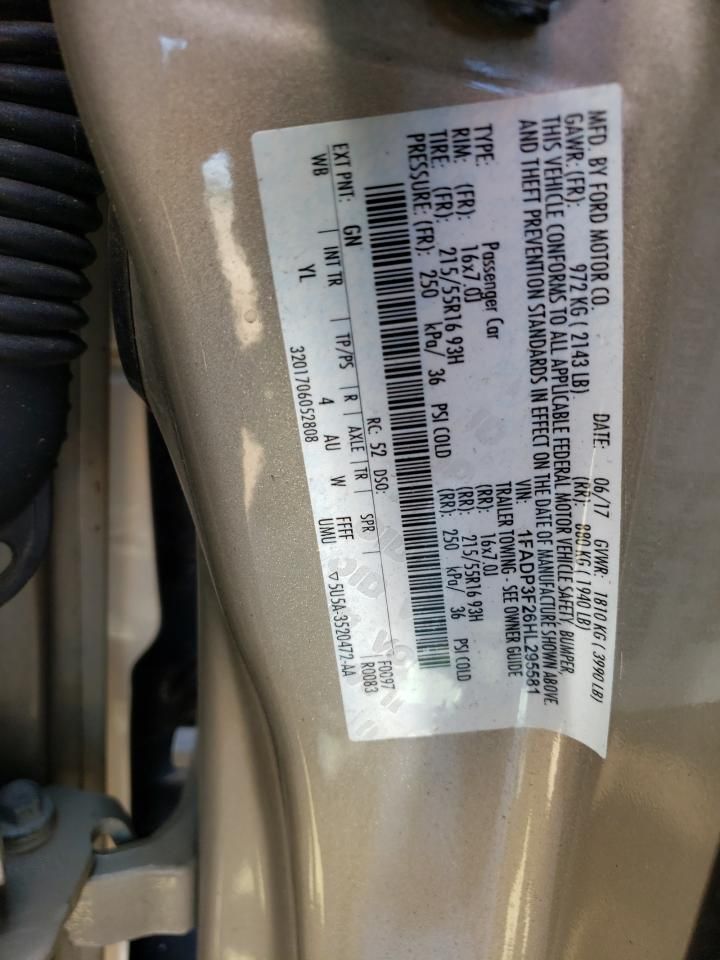 MFD. BY FORD MOTOR CO.
DATE: 06/17 GVWR: 1810 KG ( 3990 LB)
GAWR: (FR): 972 KG ( 2143 LB) (RR): 880 KG ( 1940 LB)
THIS VEHICLE CONFORMS TO ALL APPLICABLE FEDERAL MOTOR VEHICLE SAFETY, BUMPER,
AND THEFT PREVENTION STANDARDS IN EFFECT ON THE DATE OF MANUFACTURE SHOWN ABOVE.
VIN: 1FADP3F26HL295581
TYPE: Passenger Car TRAILER TOWING - SEE OWNER GUIDE
RIM: (FR): 16x7.0J (RR): 16x7.0J
TIRE: (FR): 215/55R16 93H (RR): 215/55R16 93H
PRESSURE: (FR): 250 kPa/ 36 PSI COLD (RR): 250 kPa/ 36 PSI COLD
F0097
RC: 52 DSO: R0083
EXT PNT: GN INT TR TP/PS R AXLE TR SPR
WB YL 4 AU W FFFF
UMU
3201706052808 ▽5U5A-3520472-AA